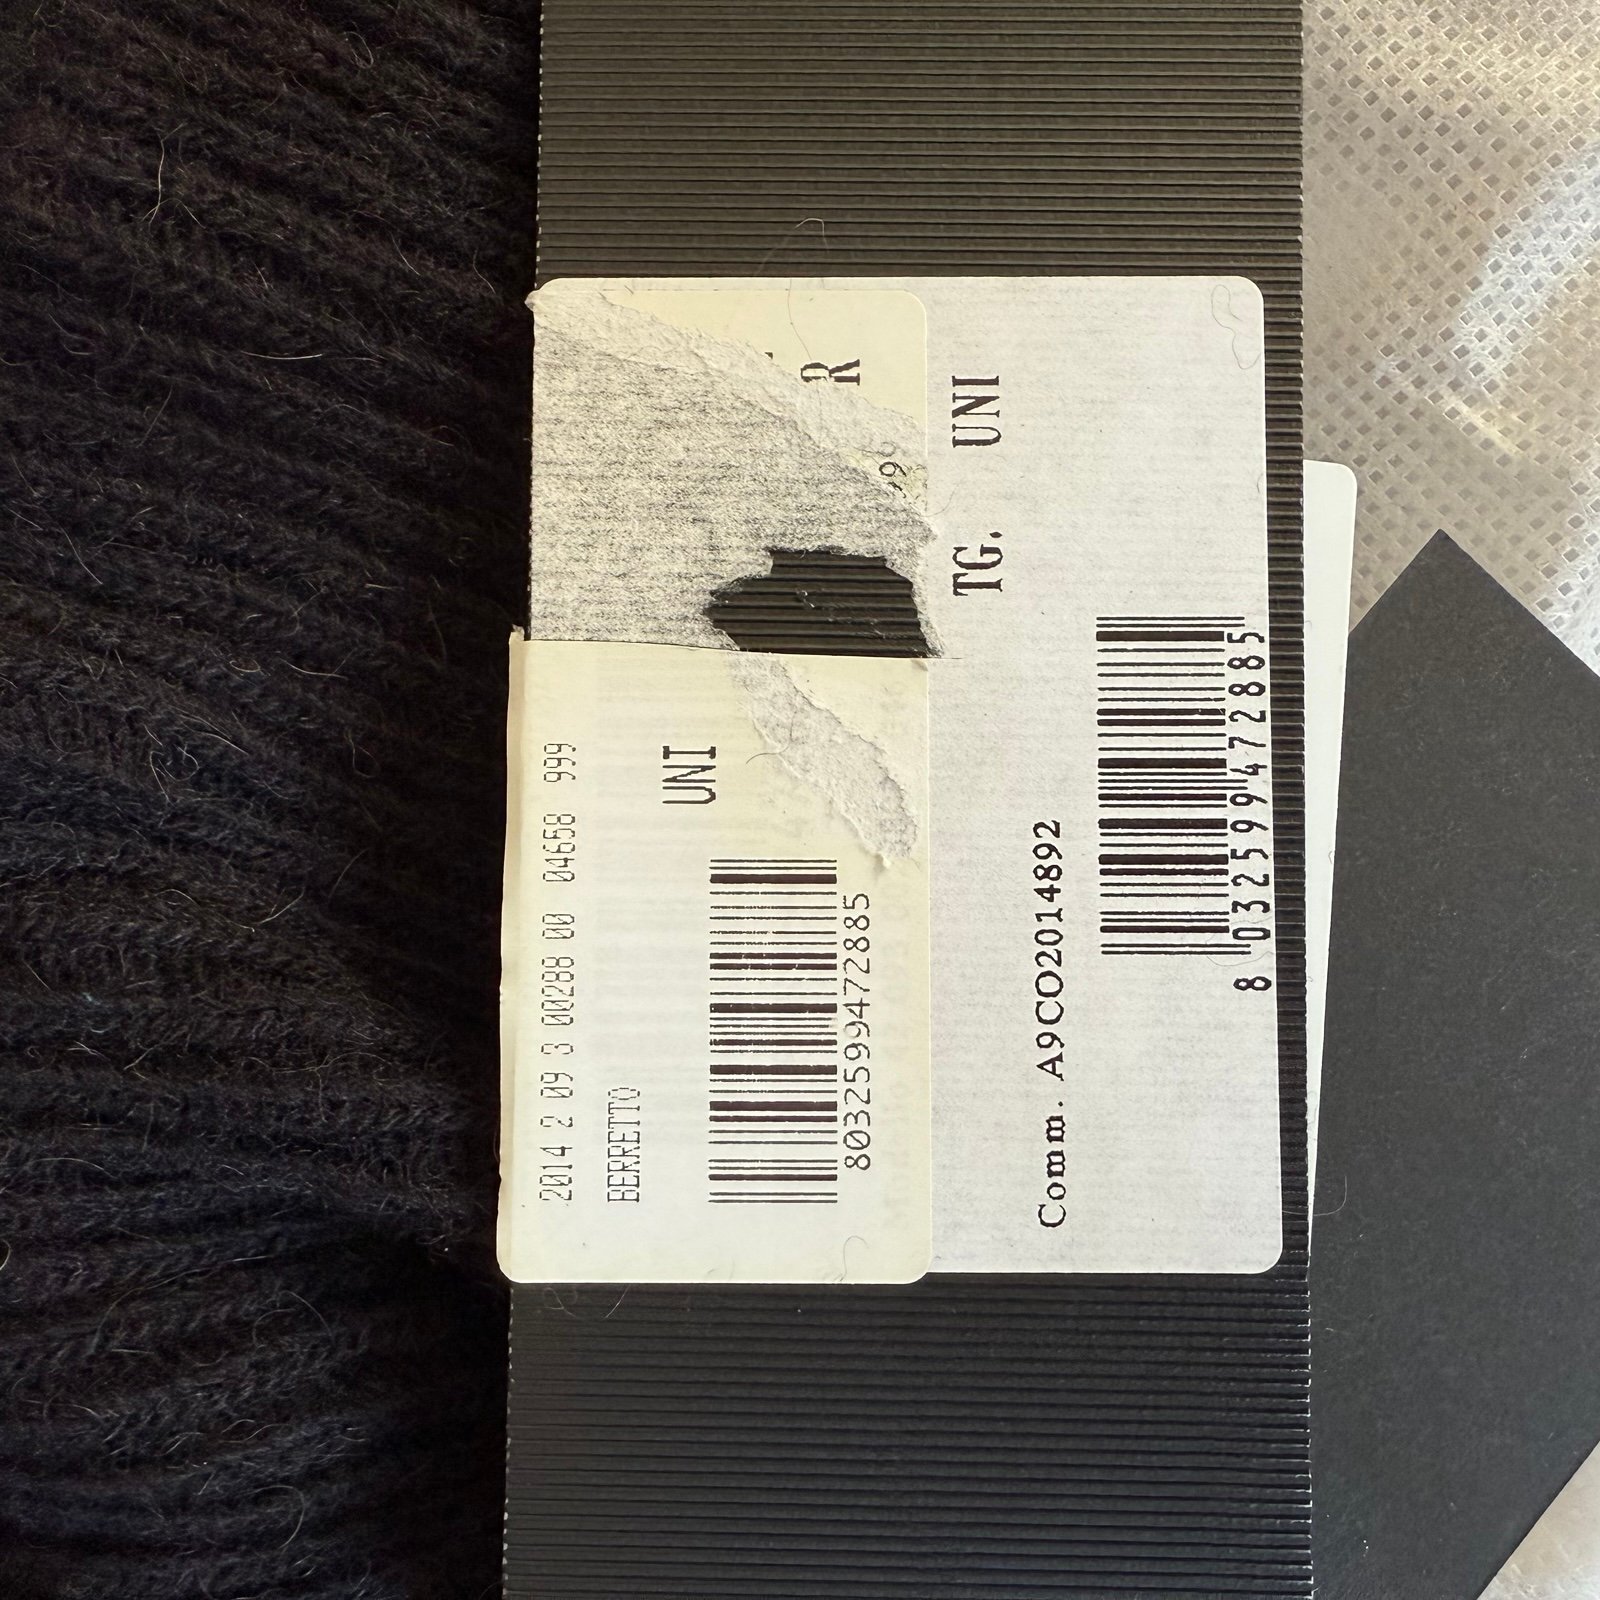 2014 2 09 3 00288 00 04658 999
BERRETTO
UNI
8032599472885
R
TG. UNI
Comm. A9CO2014892
8 032599 472885